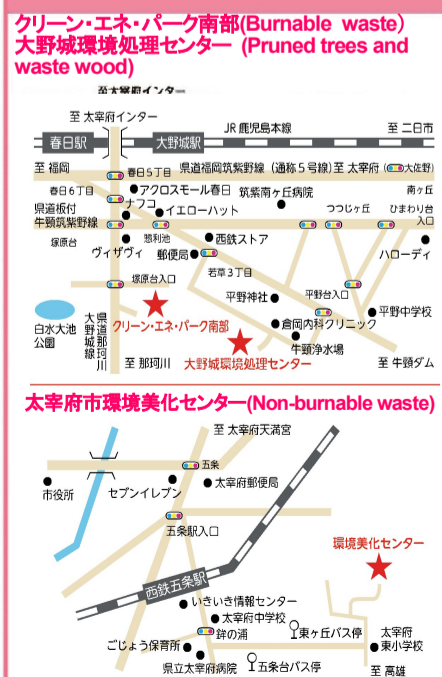 クリーン・エネ・パーク南部(Burnable waste)
大野城環境処理センター (Pruned trees and
waste wood)
至太宰府インター
至 太宰府インター
JR 鹿児島本線
至 二日市
春日駅
大野城駅
至 福岡
春日5丁目
県道福岡筑紫野線（通称5号線）至 太宰府
(大佐野)
春日6丁目
アクロスモール春日
筑紫南ヶ丘病院
南ヶ丘
ナフコ
県道板付
牛頸筑紫野線
イエローハット
つつじヶ丘
ひまわり台
入口
塚原台
惣利池
西鉄ストア
ヴィザヴィ
郵便局
ハローディ
若草3丁目
塚原台入口
平野神社
平野台入口
平野中学校
白水大池
公園
県道那珂川
大野城線
クリーン・エネ・パーク南部
倉岡内科クリニック
牛頸浄水場
至 那珂川
大野城環境処理センター
至 牛頸ダム
太宰府市環境美化センター(Non-burnable waste)
至 太宰府天満宮
五条
市役所
セブンイレブン
太宰府郵便局
五条駅入口
環境美化センター
西鉄五条駅
いきいき情報センター
太宰府中学校
鉾の浦
東ヶ丘バス停
太宰府
東小学校
ごじょう保育所
県立太宰府病院
五条台バス停
至 高雄